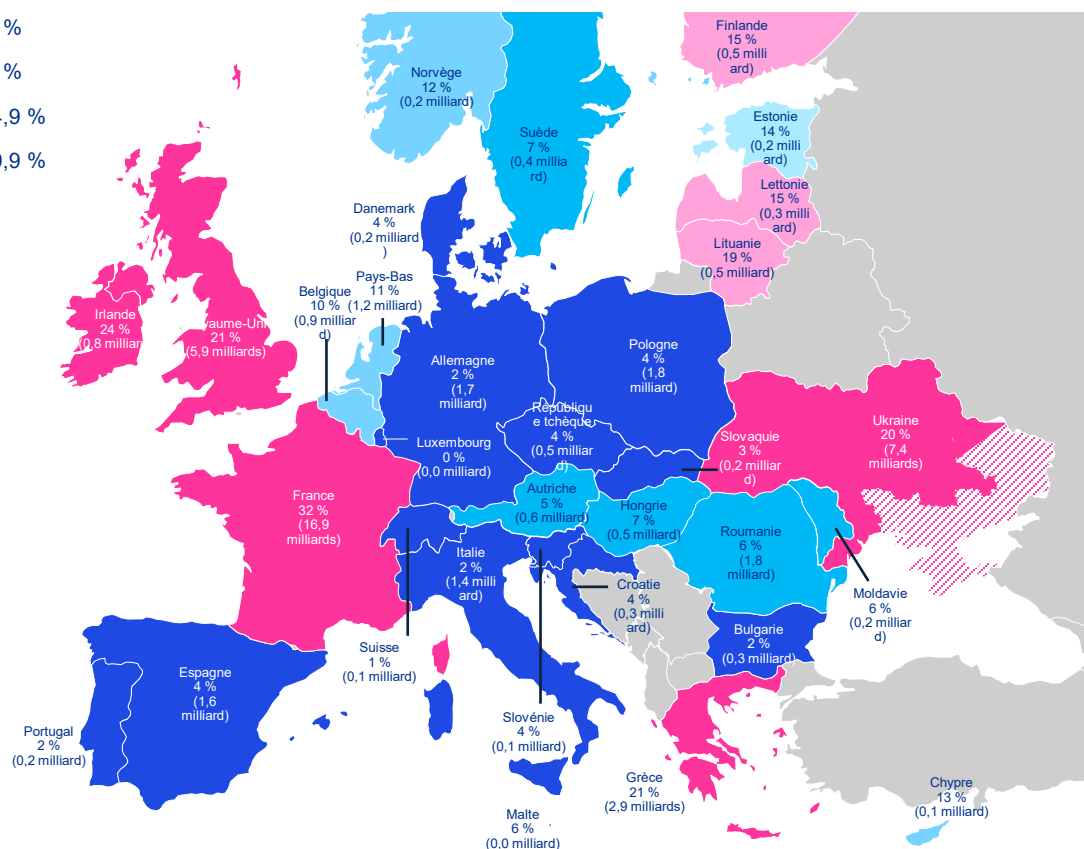 %
%
,9 %
,9 %
Finlande
15 %
(0,5 milli
ard)
Norvège
12 %
(0,2 milliard)
Suède
7 %
(0,4 millia
rd)
Estonie
14 %
(0,2 milli
ard)
Lettonie
15 %
(0,3 milli
ard)
Lituanie
19 %
(0,5 milliard)
Danemark
4 %
(0,2 milliard
)
Pays-Bas
11 %
(1,2 milliard)
Belgique
10 %
(0,9 milliar
d)
Irlande
24 %
(0,8 milliar
yaume-Uni
21 %
(5,9 milliards)
Allemagne
2 %
(1,7
milliard)
Pologne
4 %
(1,8
milliard)
Républiqu
e tchèque
4 %
(0,5 milliard)
Luxembourg
0 %
(0,0 milliard)
Slovaquie
3 %
(0,2 milliar
d)
Ukraine
20 %
(7,4
milliards)
France
32 %
(16,9
milliards)
Autriche
5 %
(0,6 milliard)
Hongrie
7 %
(0,5 milliard)
Roumanie
6 %
(1,8
milliard)
Italie
2 %
(1,4 milli
ard)
Croatie
4 %
(0,3 milli
ard)
Moldavie
6 %
(0,2 milliar
d)
Bulgarie
2 %
(0,3 milliard)
Suisse
1 %
(0,1 milliard)
Espagne
4 %
(1,6
milliard)
Portugal
2 %
(0,2 milliard)
Slovénie
4 %
(0,1 milliard)
Grèce
21 %
(2,9 milliards)
Malte
6 %
(0,0 milliard)
Chypre
13 %
(0,1 milliard)